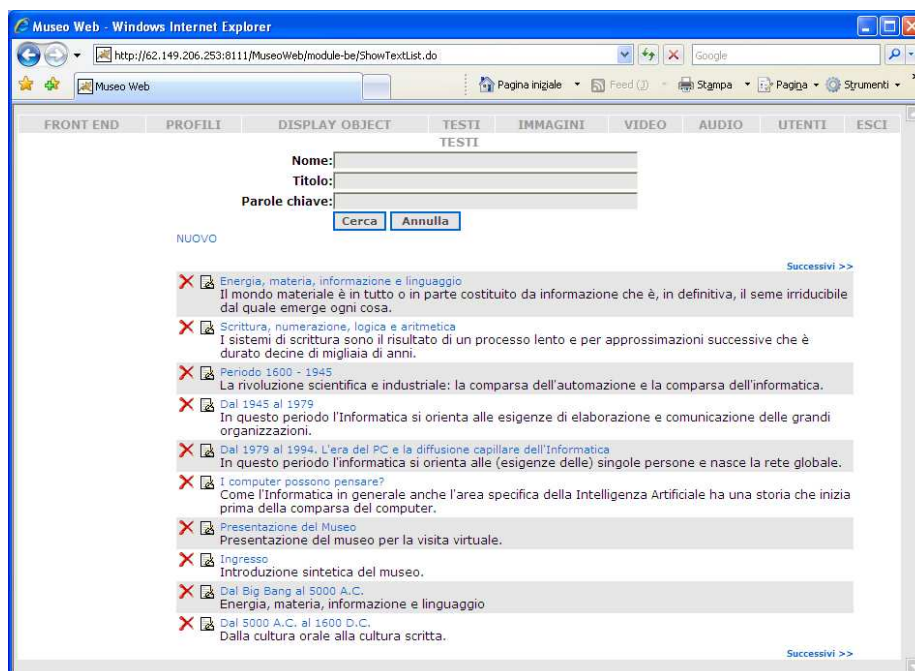 Museo Web - Windows Internet Explorer
http://62.149.206.253:8111/MuseoWeb/module-be/ShowTextList.do
Google
Museo Web
Pagina iniziale
Feed (J)
Stampa
Pagina
Strumenti
FRONT END PROFILI DISPLAY OBJECT TESTI IMMAGINI VIDEO AUDIO UTENTI ESCI
TESTI
Nome:
Titolo:
Parole chiave:
Cerca Annulla
NUOVO
Successivi >>
Energia, materia, informazione e linguaggio
Il mondo materiale è in tutto o in parte costituito da informazione che è, in definitiva, il seme irriducibile
dal quale emerge ogni cosa.
Scrittura, numerazione, logica e aritmetica
I sistemi di scrittura sono il risultato di un processo lento e per approssimazioni successive che è
durato decine di migliaia di anni.
Periodo 1600 - 1945
La rivoluzione scientifica e industriale: la comparsa dell'automazione e la comparsa dell'informatica.
Dal 1945 al 1979
In questo periodo l'Informatica si orienta alle esigenze di elaborazione e comunicazione delle grandi
organizzazioni.
Dal 1979 al 1994. L'era del PC e la diffusione capillare dell'Informatica
In questo periodo l'informatica si orienta alle (esigenze delle) singole persone e nasce la rete globale.
I computer possono pensare?
Come l'Informatica in generale anche l'area specifica della Intelligenza Artificiale ha una storia che inizia
prima della comparsa del computer.
Presentazione del Museo
Presentazione del museo per la visita virtuale.
Ingresso
Introduzione sintetica del museo.
Dal Big Bang al 5000 A.C.
Energia, materia, informazione e linguaggio
Dal 5000 A.C. al 1600 D.C.
Dalla cultura orale alla cultura scritta.
Successivi >>